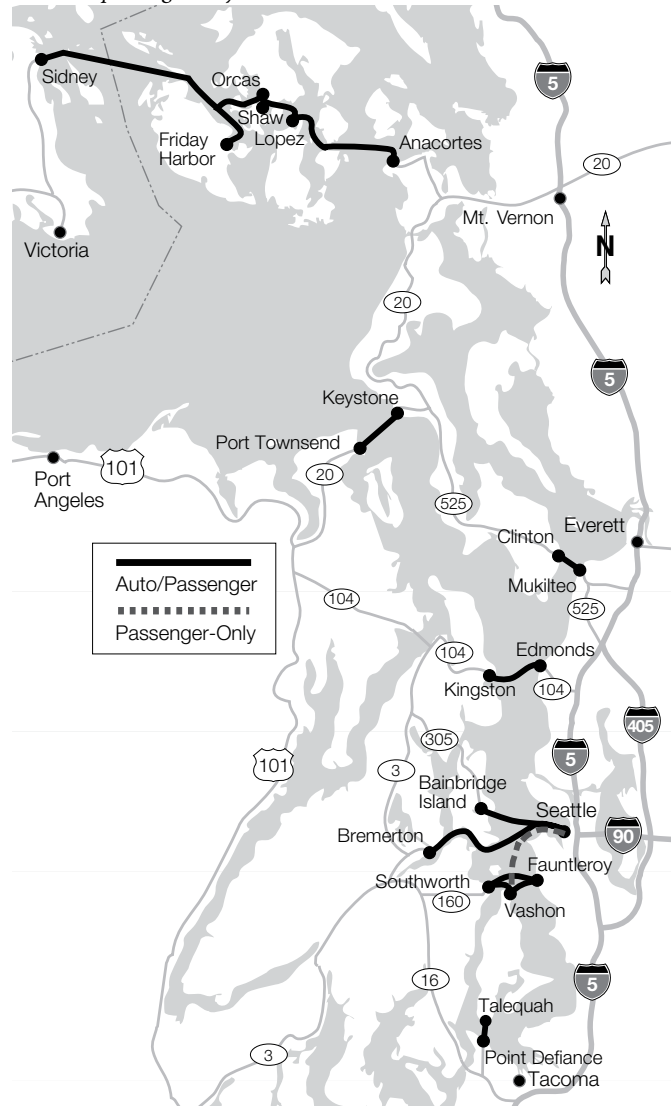 5
Sidney
Orcas
Shaw
Lopez
Friday
Harbor
Anacortes
20
Mt. Vernon
Victoria
N
20
5
Keystone
Port Townsend
101
Port
Angeles
20
525
Everett
Clinton
Mukilteo
Auto/Passenger
Passenger-Only
104
525
104
Edmonds
Kingston
104
405
305
5
101
3
Bainbridge
Island
Seattle
Bremerton
90
Fauntleroy
Southworth
160
Vashon
16
5
Talequah
3
Point Defiance
Tacoma